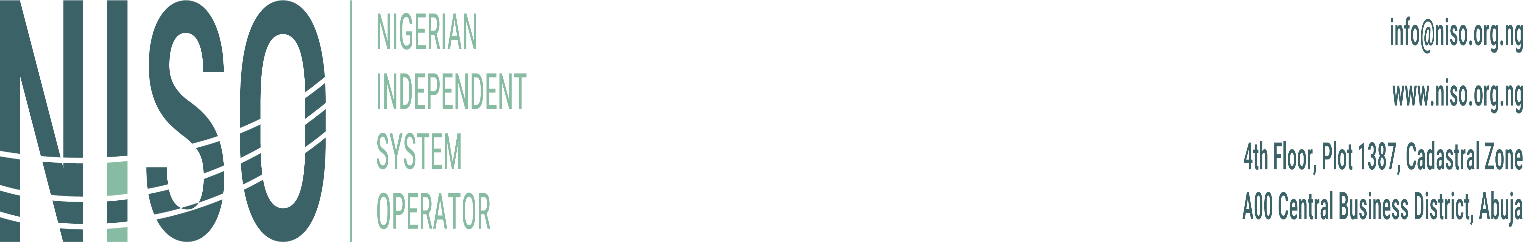 NISO
NIGERIAN
INDEPENDENT
SYSTEM
OPERATOR
info@niso.org.ng
www.niso.org.ng
4th Floor, Plot 1387, Cadastral Zone
A00 Central Business District, Abuja